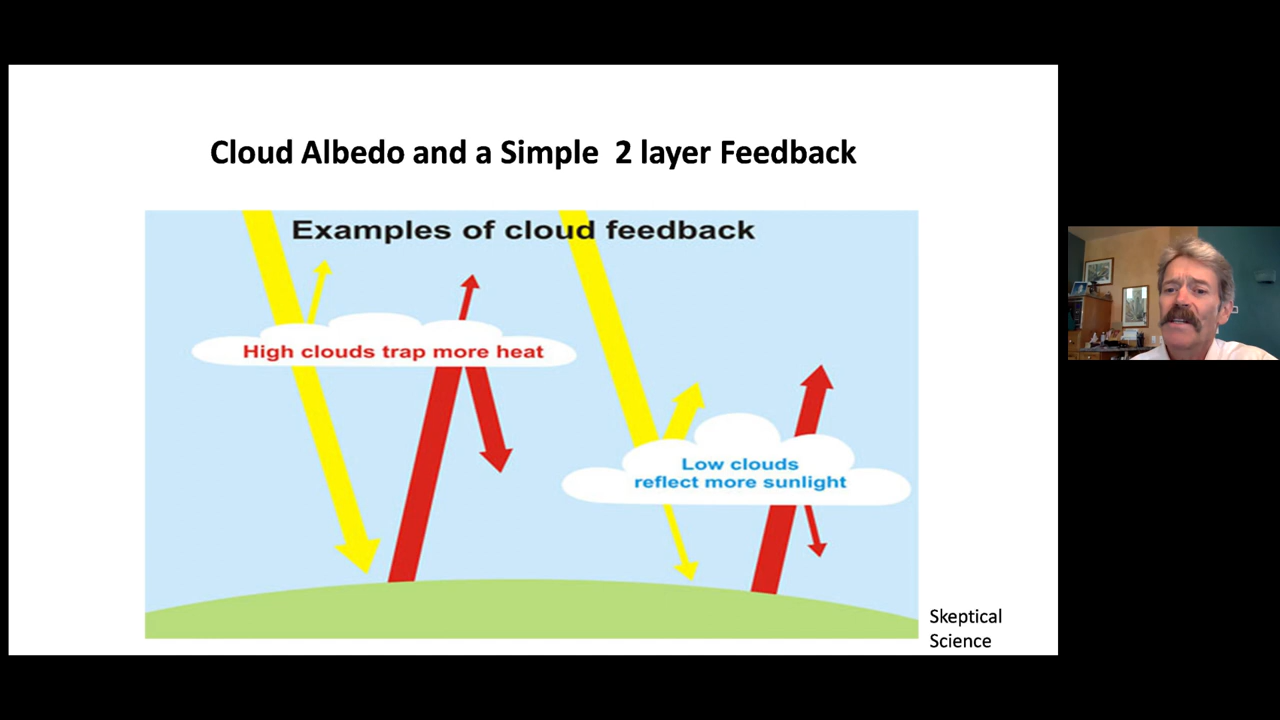 Cloud Albedo and a Simple 2 layer Feedback
Examples of cloud feedback
High clouds trap more heat
Low clouds
reflect more sunlight
Skeptical
Science